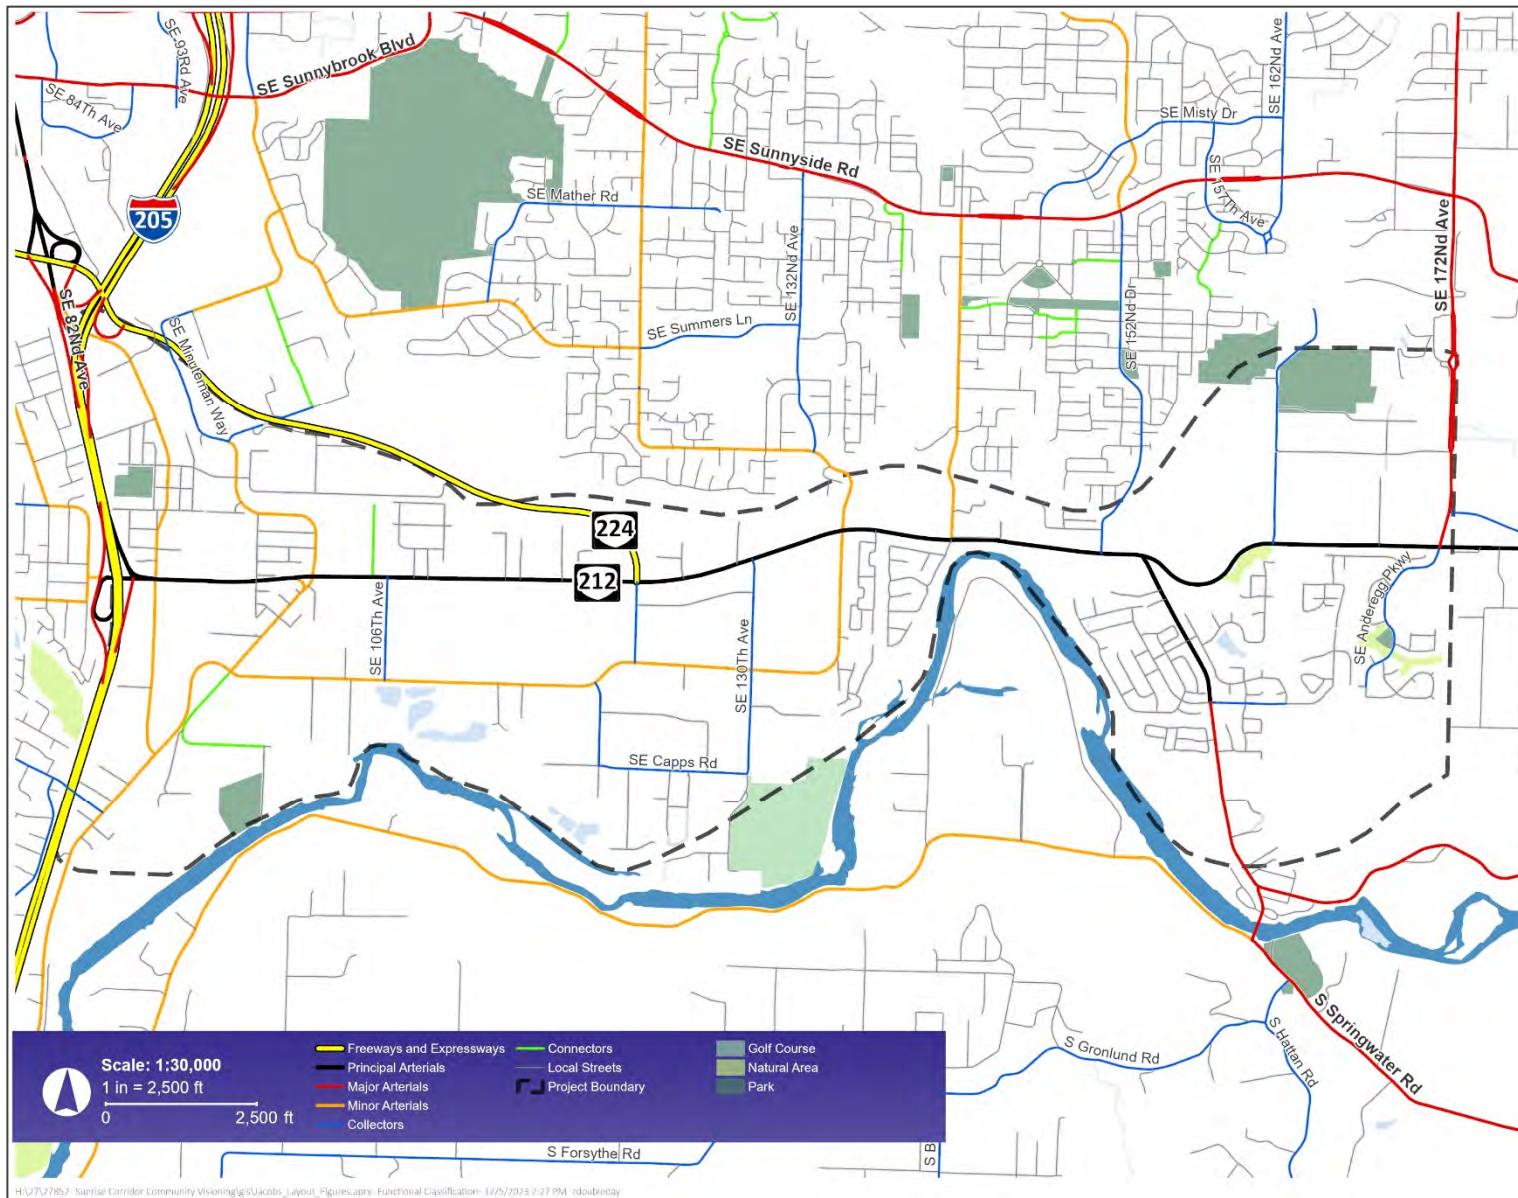 SE 93Rd Ave
SE Sunnybrook Blvd
SE 84Th Ave
SE 162Nd Ave
SE Misty Dr
SE Sunnyside Rd
SE 157Th Ave
SE Mather Rd
205
SE 132Nd Ave
SE 172Nd Ave
SE 82Nd Ave
SE Minuteman Way
SE Summers Ln
SE 152Nd Dr
224
212
SE 106Th Ave
SE 130Th Ave
SE Anderegg Pkwy
SE Capps Rd
S Springwater Rd
S Gronlund Rd
S Hattan Rd
Scale: 1:30,000
1 in = 2,500 ft
0 2,500 ft
Freeways and Expressways
Principal Arterials
Major Arterials
Minor Arterials
Collectors
Connectors
Local Streets
Project Boundary
Golf Course
Natural Area
Park
S Forsythe Rd
S B